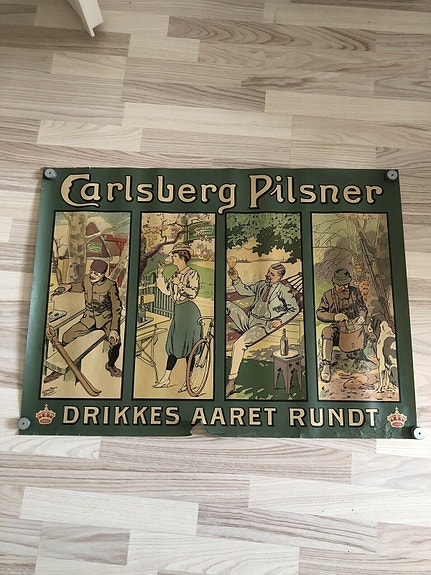 Carlsberg Pilsner
DRIKKES AARET RUNDT